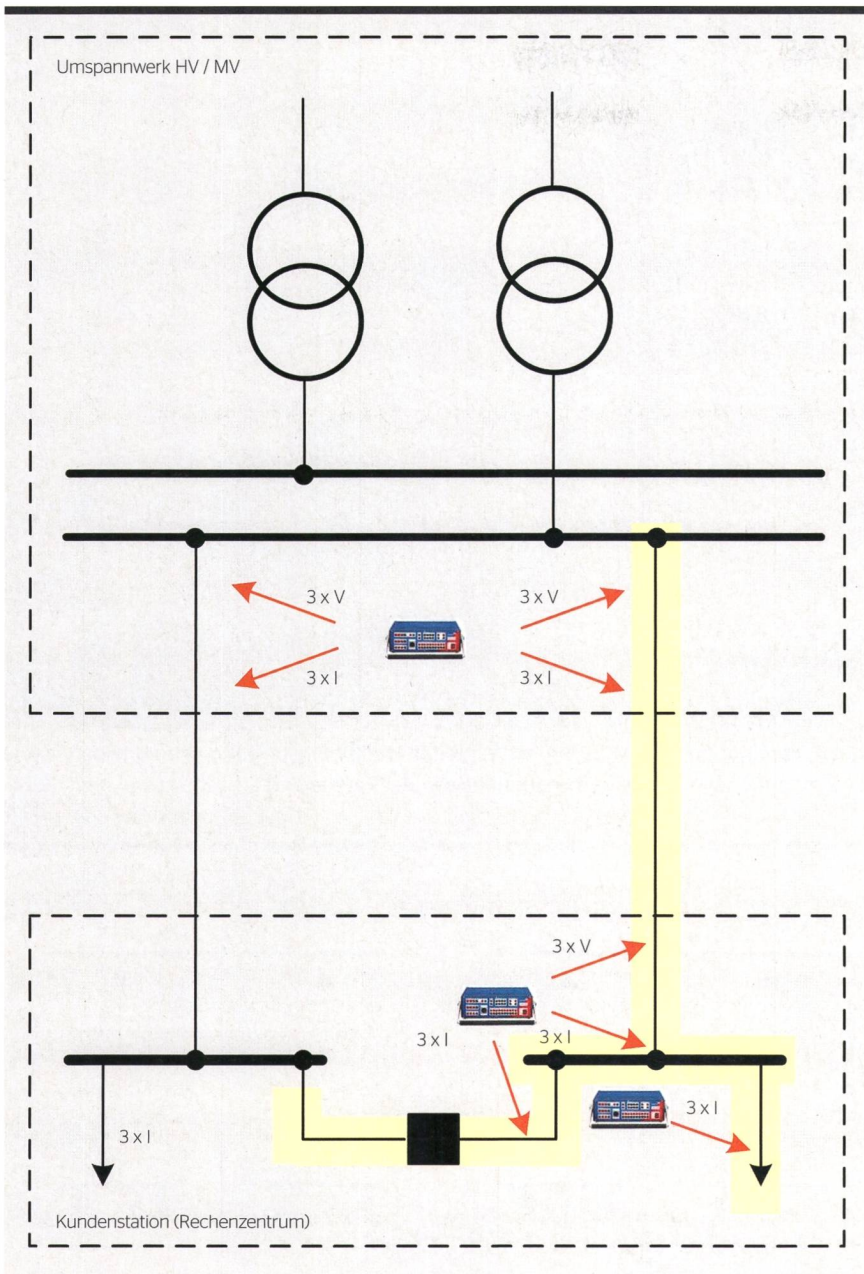 Umspannwerk HV / MV
3 x V
3 x V
3 x I
3 x I
3 x V
3 x I
3 x I
3 x I
3 x I
Kundenstation (Rechenzentrum)